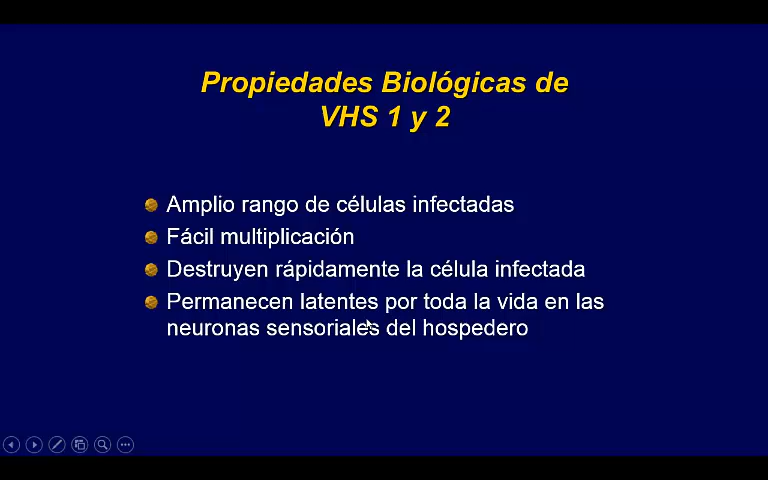 Propiedades Biológicas de
VHS 1 y 2
Amplio rango de células infectadas
Fácil multiplicación
Destruyen rápidamente la célula infectada
Permanecen latentes por toda la vida en las
neuronas sensoriales del hospedero